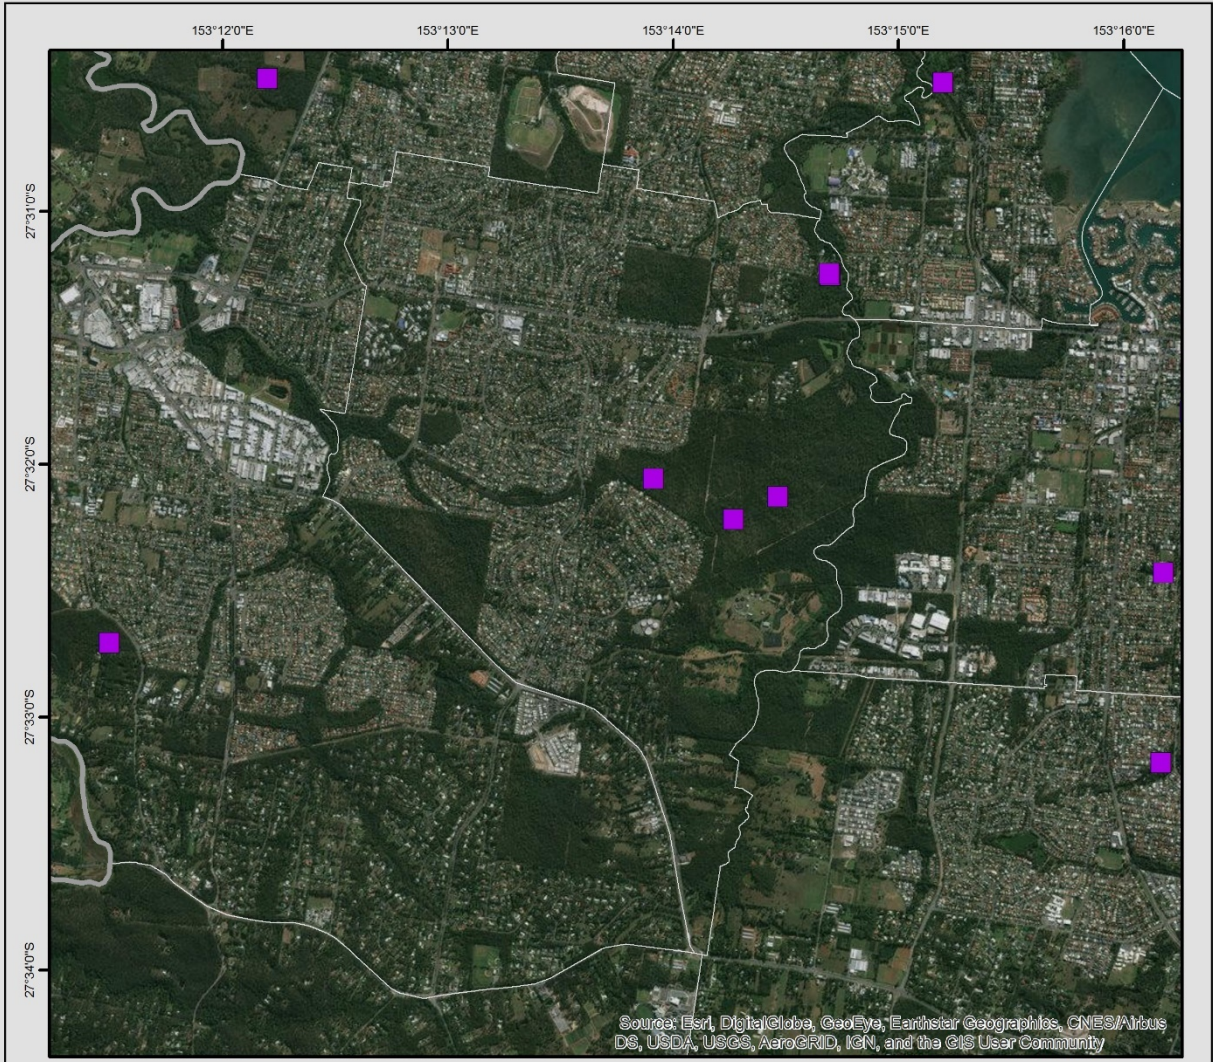 153°12'0"E 153°13'0"E 153°14'0"E 153°15'0"E 153°16'0"E
27°31'0"S
27°32'0"S
27°33'0"S
27°34'0"S
Source: Esri, DigitalGlobe, GeoEye, Earthstar Geographics, CNES/Airbus
DS, USDA, USGS, AeroGRID, IGN, and the GIS User Community